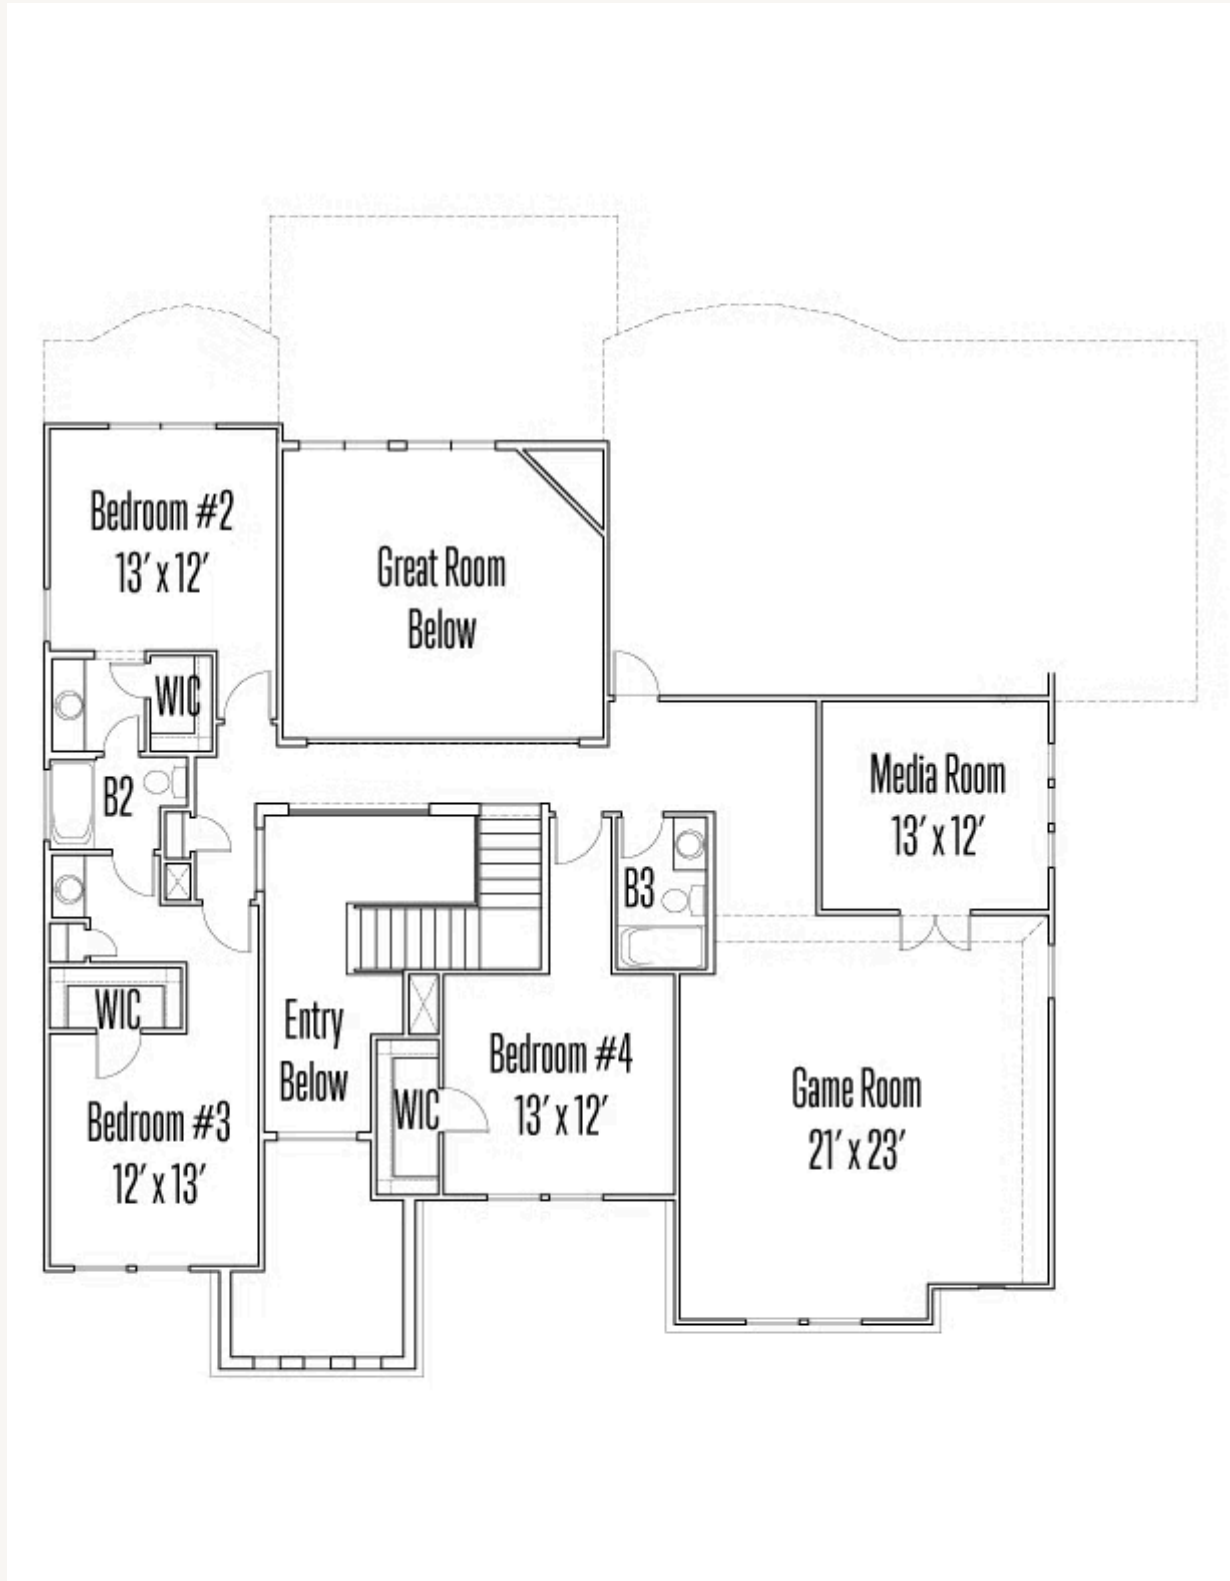 Bedroom #2
13' x 12'
Great Room
Below
WIC
B2
Media Room
13' x 12'
B3
WIC
Entry
Below
Bedroom #4
13' x 12'
WIC
Game Room
21' x 23'
Bedroom #3
12' x 13'